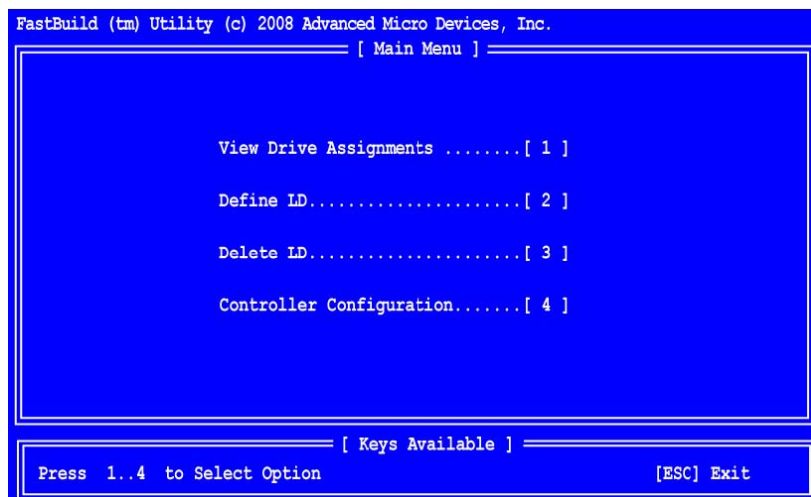 FastBuild (tm) Utility (c) 2008 Advanced Micro Devices, Inc.
[ Main Menu ]
View Drive Assignments ........[ 1 ]
Define LD......................[ 2 ]
Delete LD......................[ 3 ]
Controller Configuration.......[ 4 ]
[ Keys Available ]
Press 1..4 to Select Option [ESC] Exit